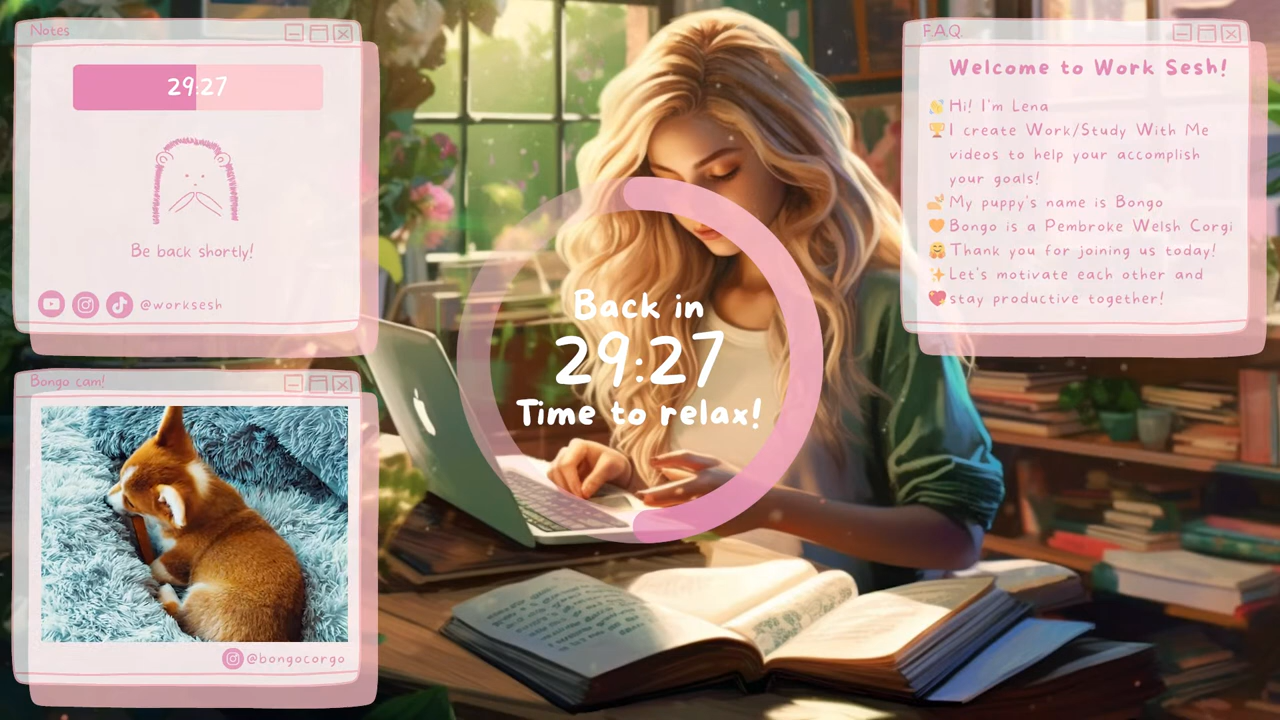 Notes
29:27
Be back shortly!
@worksesh
Bongo cam!
@bongocorgo
Back in
29:27
Time to relax!
F.A.Q.
Welcome to Work Sesh!
👋 Hi! I'm Lena
🏆 I create Work/Study With Me
videos to help your accomplish
your goals!
My puppy's name is Bongo
🧡 Bongo is a Pembroke Welsh Corgi
🤗 Thank you for joining us today!
✨ Let's motivate each other and
💖 stay productive together!